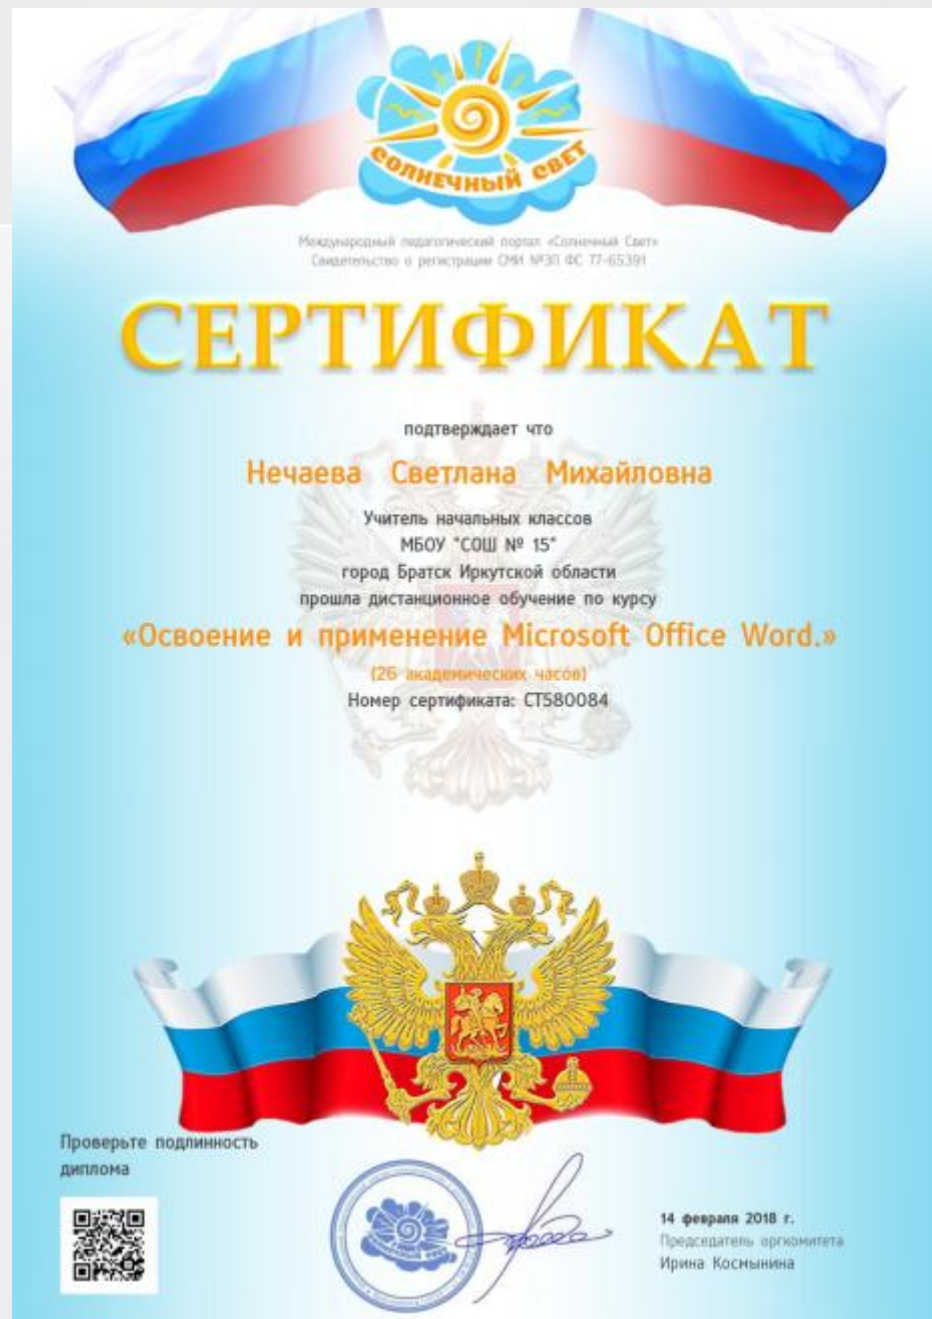 СОЛНЕЧНЫЙ СВЕТ
Международный педагогический портал «Солнечный Свет»
Свидетельство о регистрации СМИ №ЭЛ ФС 77-65391
СЕРТИФИКАТ
подтверждает что
Нечаева Светлана Михайловна
Учитель начальных классов
МБОУ "СОШ № 15"
город Братск Иркутской области
прошла дистанционное обучение по курсу
«Освоение и применение Microsoft Office Word.»
(26 академических часов)
Номер сертификата: СТ580084
Проверьте подлинность
диплома
14 февраля 2018 г.
Председатель оргкомитета
Ирина Космынина